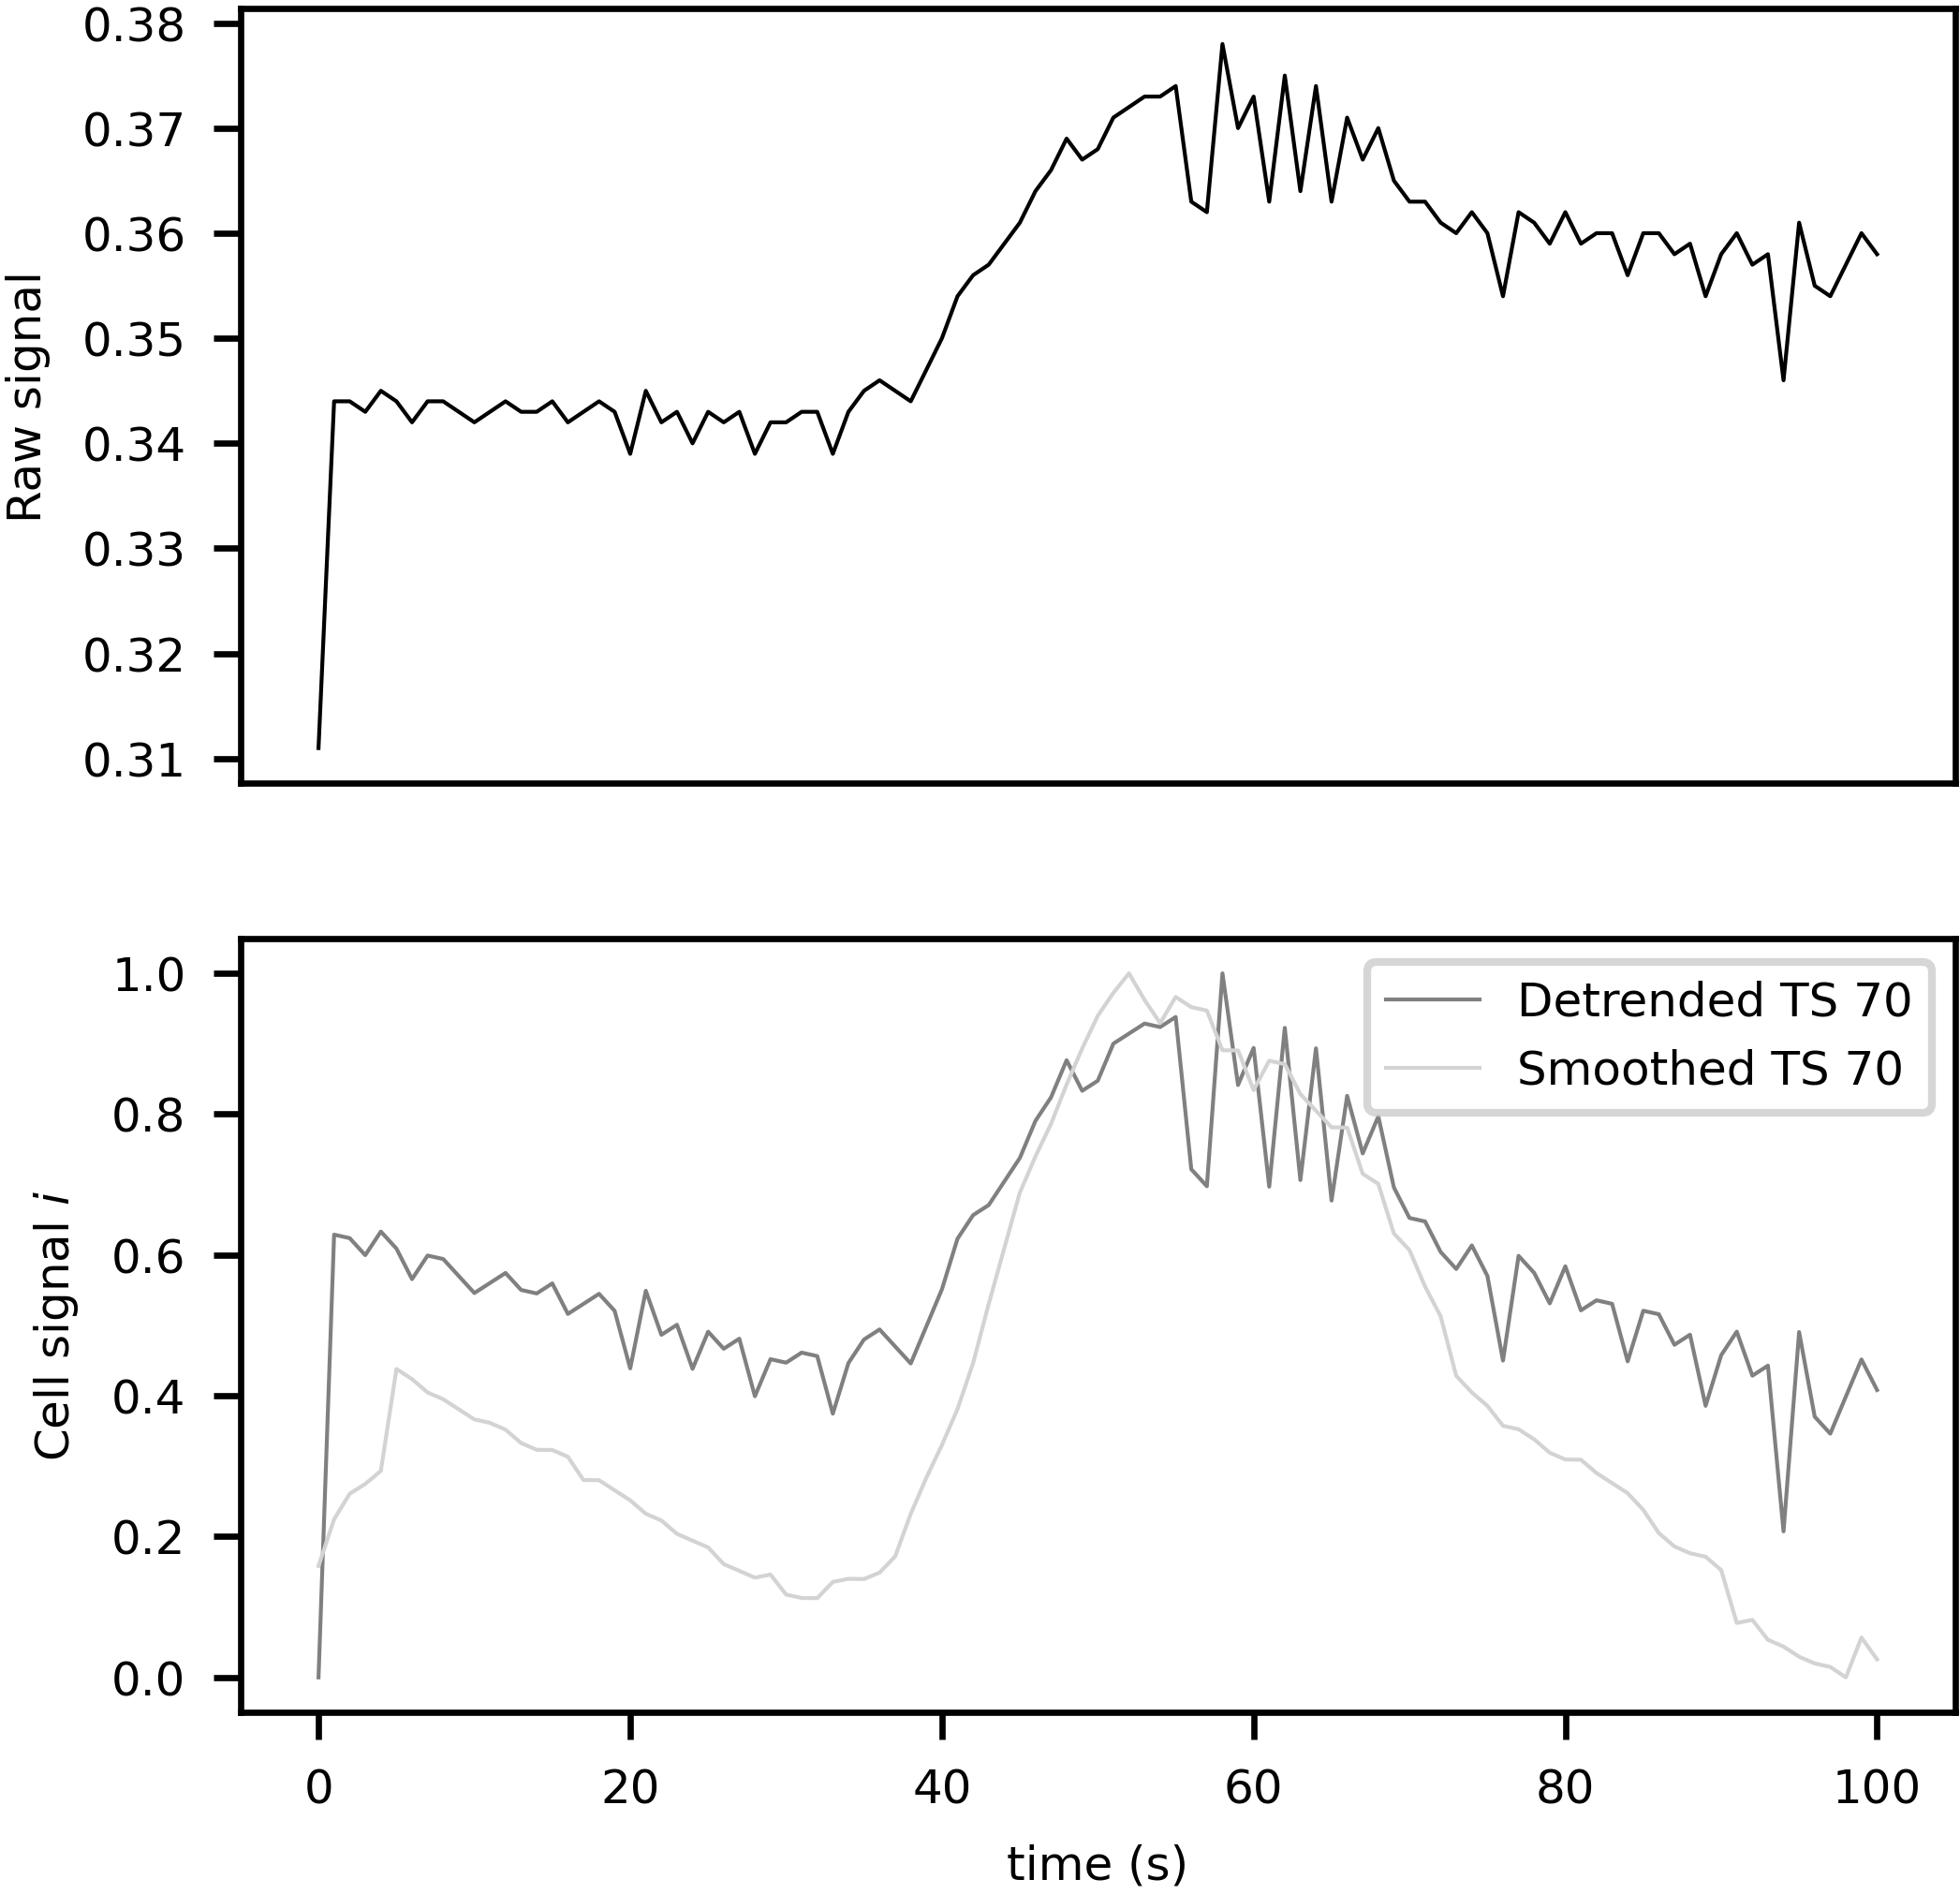 0.38
0.37
0.36
0.35
0.34
0.33
0.32
0.31
Raw signal
1.0
0.8
0.6
0.4
0.2
0.0
Cell signal i
Detrended TS 70
Smoothed TS 70
0 20 40 60 80 100
time (s)